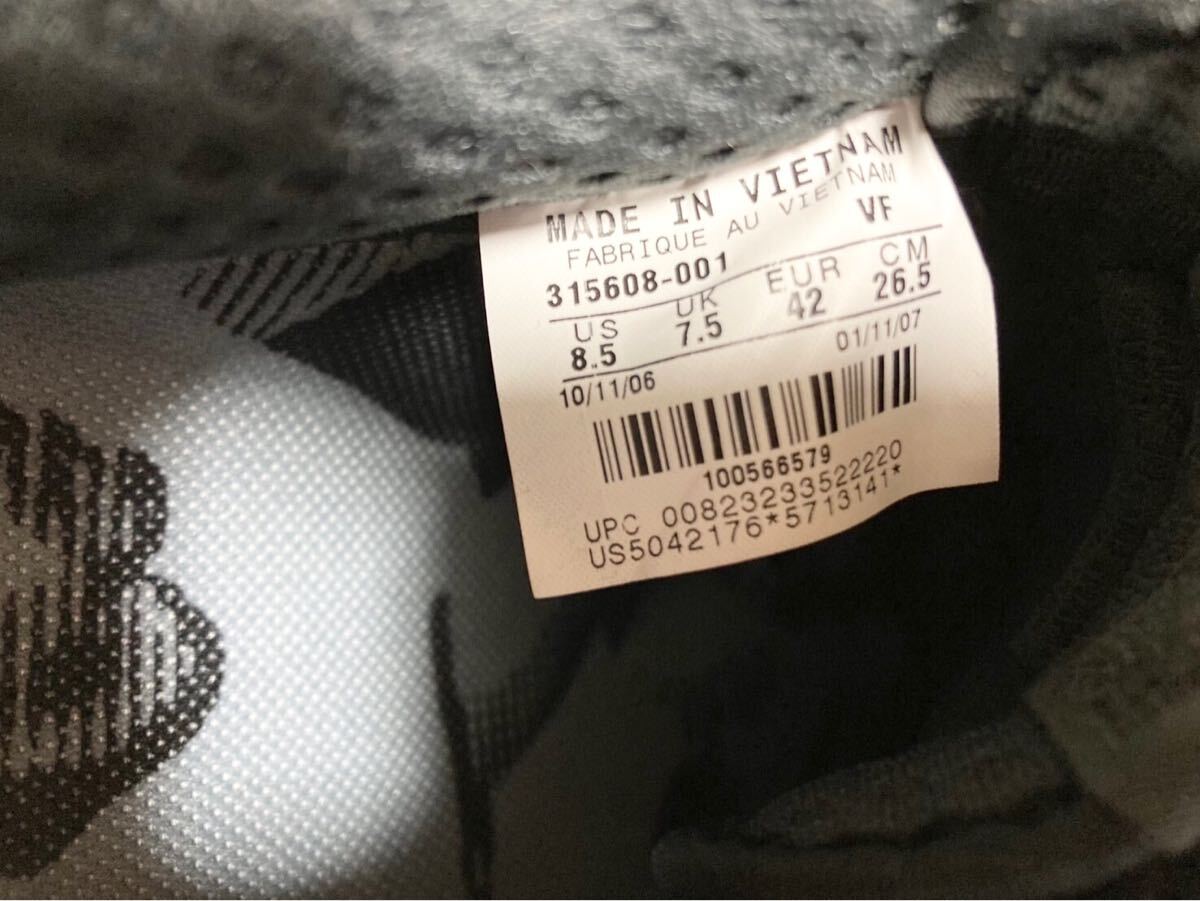 MADE IN VIETNAM
FABRIQUE AU VIETNAM
315608-001 VF
US UK EUR CM
8.5 7.5 42 26.5
10/11/06 01/11/07
100566579
UPC 00823233522220
US5042176*5713141*